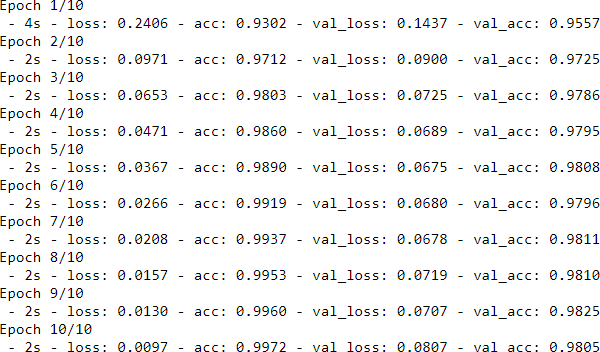 Epoch 1/10
- 4s - loss: 0.2406 - acc: 0.9302 - val_loss: 0.1437 - val_acc: 0.9557
Epoch 2/10
- 2s - loss: 0.0971 - acc: 0.9712 - val_loss: 0.0900 - val_acc: 0.9725
Epoch 3/10
- 2s - loss: 0.0653 - acc: 0.9803 - val_loss: 0.0725 - val_acc: 0.9786
Epoch 4/10
- 2s - loss: 0.0471 - acc: 0.9860 - val_loss: 0.0689 - val_acc: 0.9795
Epoch 5/10
- 2s - loss: 0.0367 - acc: 0.9890 - val_loss: 0.0675 - val_acc: 0.9808
Epoch 6/10
- 2s - loss: 0.0266 - acc: 0.9919 - val_loss: 0.0680 - val_acc: 0.9796
Epoch 7/10
- 2s - loss: 0.0208 - acc: 0.9937 - val_loss: 0.0678 - val_acc: 0.9811
Epoch 8/10
- 2s - loss: 0.0157 - acc: 0.9953 - val_loss: 0.0719 - val_acc: 0.9810
Epoch 9/10
- 2s - loss: 0.0130 - acc: 0.9960 - val_loss: 0.0707 - val_acc: 0.9825
Epoch 10/10
- 2s - loss: 0.0097 - acc: 0.9972 - val_loss: 0.0807 - val_acc: 0.9805